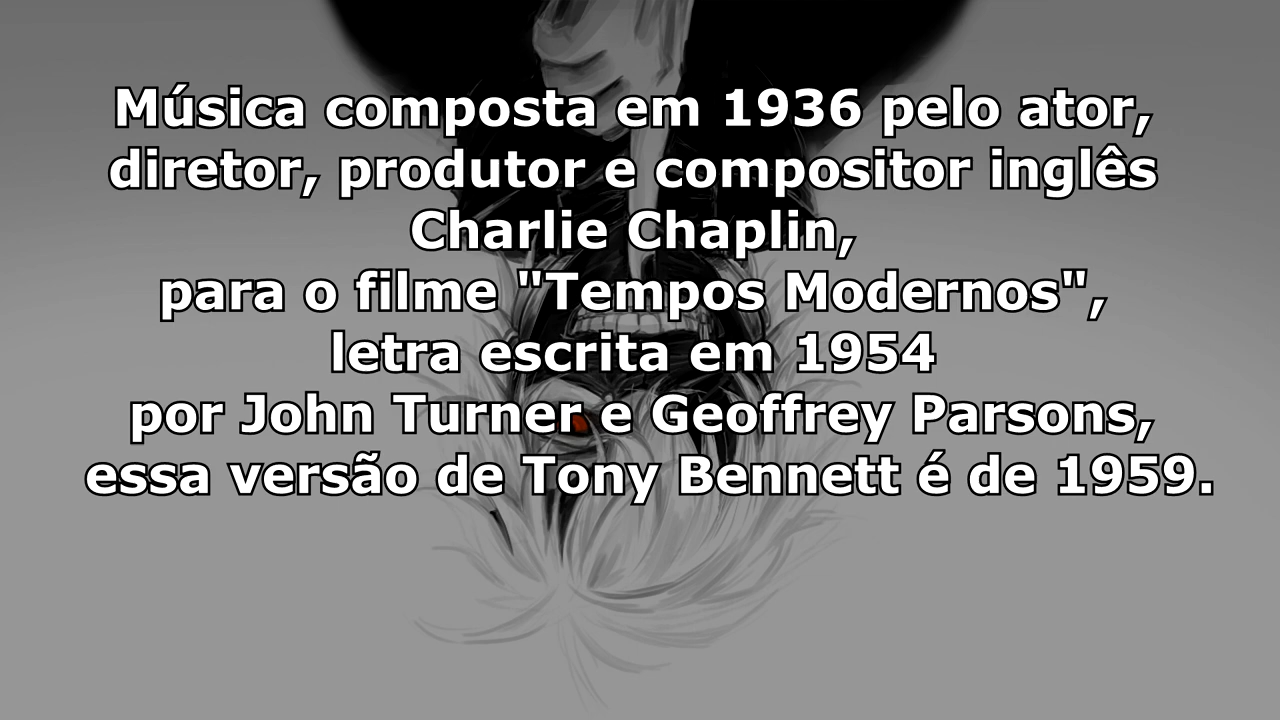 Música composta em 1936 pelo ator,
diretor, produtor e compositor inglês
Charlie Chaplin,
para o filme "Tempos Modernos",
letra escrita em 1954
por John Turner e Geoffrey Parsons,
essa versão de Tony Bennett é de 1959.